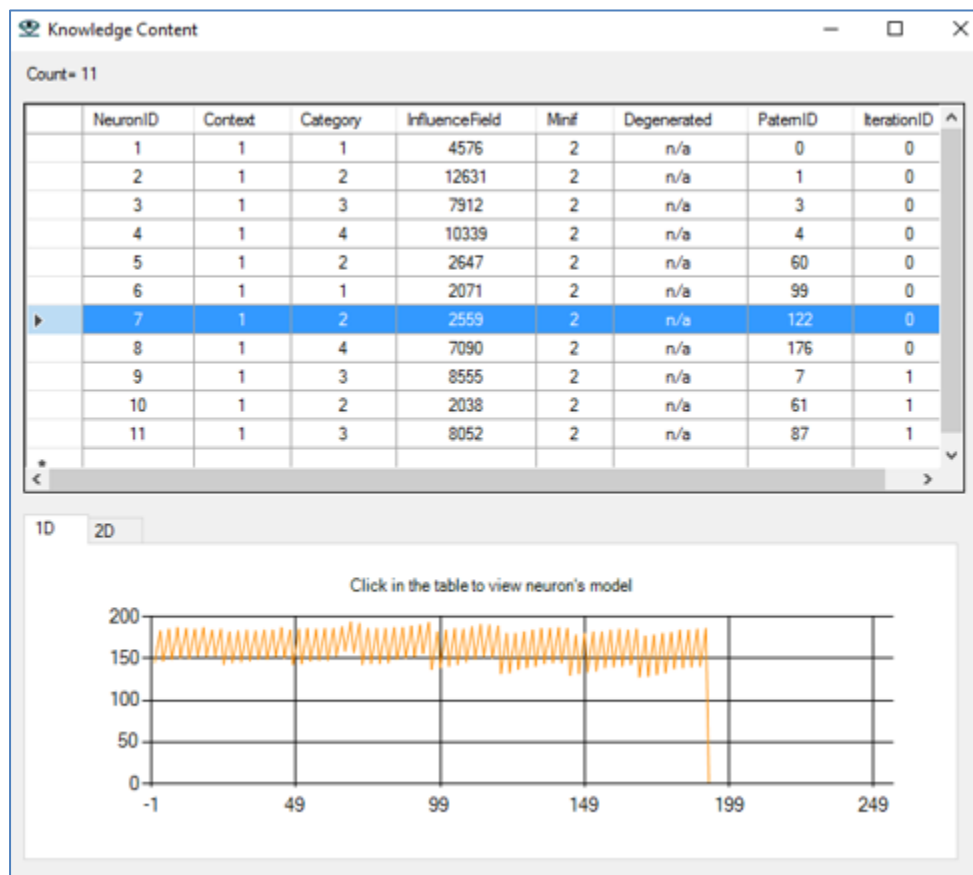 Knowledge Content
Count= 11
NeuronID Context Category InfluenceField Minif Degenerated PaternID IterationID
1 1 1 4576 2 n/a 0 0
2 1 2 12631 2 n/a 1 0
3 1 3 7912 2 n/a 3 0
4 1 4 10339 2 n/a 4 0
5 1 2 2647 2 n/a 60 0
6 1 1 2071 2 n/a 99 0
7 1 2 2559 2 n/a 122 0
8 1 4 7090 2 n/a 176 0
9 1 3 8555 2 n/a 7 1
10 1 2 2038 2 n/a 61 1
11 1 3 8052 2 n/a 87 1
*
1D 2D
Click in the table to view neuron's model
200
150
100
50
0
-1 49 99 149 199 249